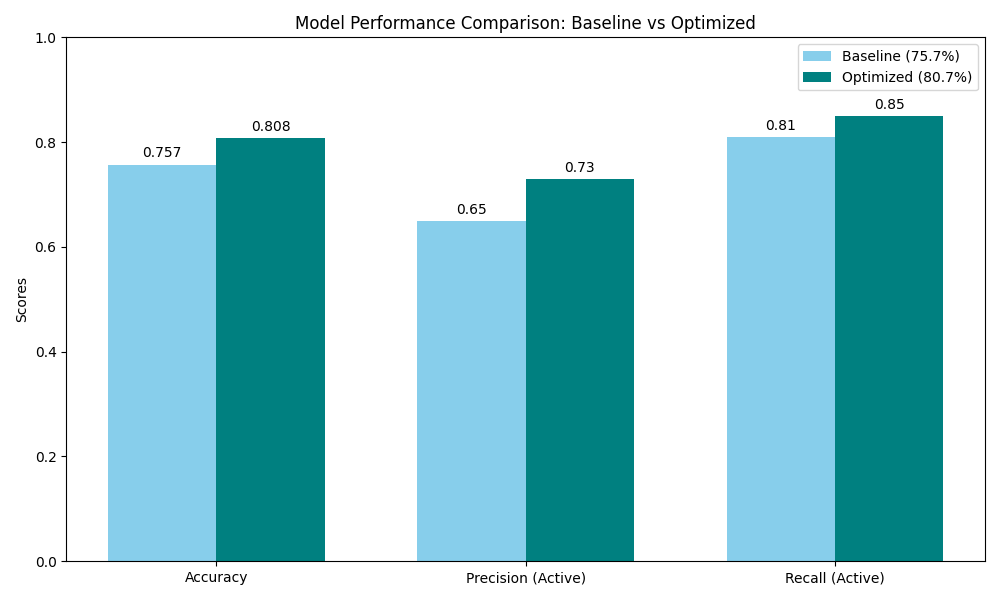 Model Performance Comparison: Baseline vs Optimized
Baseline (75.7%)
Optimized (80.7%)
Scores
1.0
0.8
0.6
0.4
0.2
0.0
0.757
0.808
0.65
0.73
0.81
0.85
Accuracy
Precision (Active)
Recall (Active)